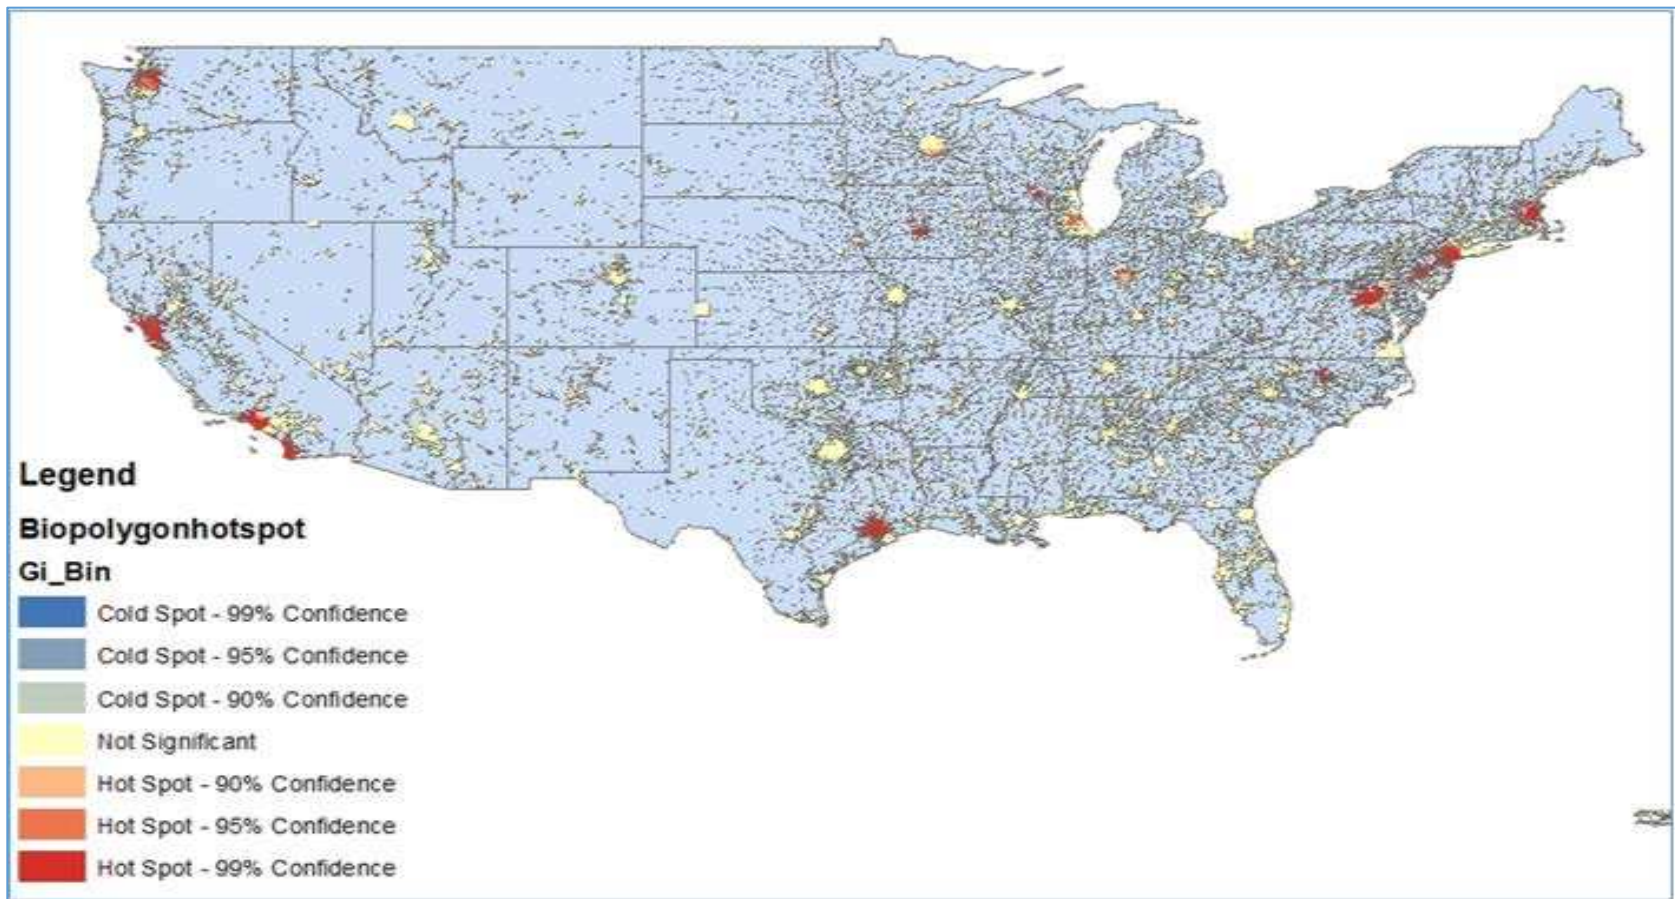 Legend
Biopolygonhotspot
Gi_Bin
Cold Spot - 99% Confidence
Cold Spot - 95% Confidence
Cold Spot - 90% Confidence
Not Significant
Hot Spot - 90% Confidence
Hot Spot - 95% Confidence
Hot Spot - 99% Confidence